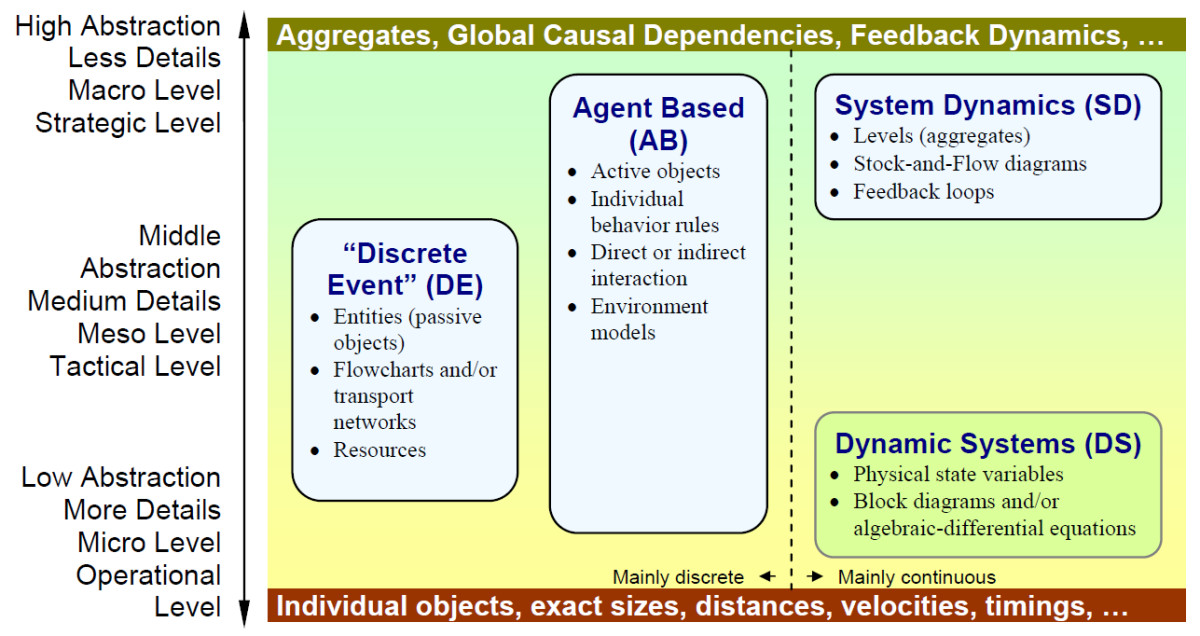 High Abstraction
Less Details
Macro Level
Strategic Level
Middle
Abstraction
Medium Details
Meso Level
Tactical Level
Low Abstraction
More Details
Micro Level
Operational
Level
Aggregates, Global Causal Dependencies, Feedback Dynamics, …
“Discrete
Event” (DE)
• Entities (passive
objects)
• Flowcharts and/or
transport
networks
• Resources
Agent Based
(AB)
• Active objects
• Individual
behavior rules
• Direct or indirect
interaction
• Environment
models
System Dynamics (SD)
• Levels (aggregates)
• Stock-and-Flow diagrams
• Feedback loops
Dynamic Systems (DS)
• Physical state variables
• Block diagrams and/or
algebraic-differential equations
Mainly discrete
Mainly continuous
Individual objects, exact sizes, distances, velocities, timings, …